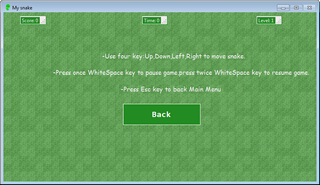 My snake
Score:0
Time:0
Level:1
-Use four key:Up,Down,Left,Right to move snake.
-Press once WhiteSpace key to pause game,press twice WhiteSpace key to resume game.
-Press Esc key to back Main Menu
Back